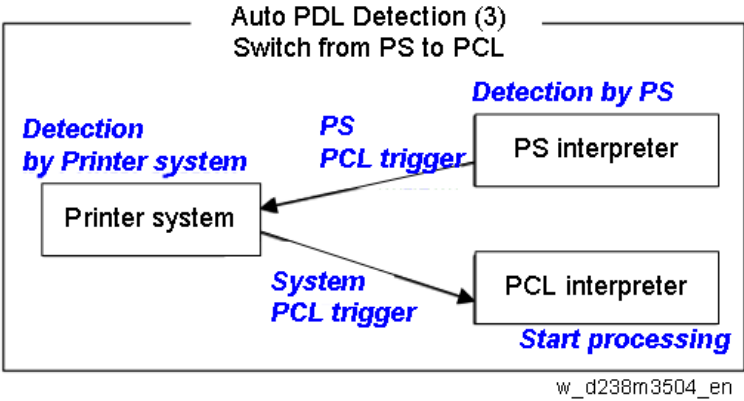 Auto PDL Detection (3)
Switch from PS to PCL
Detection by PS
Detection
by Printer system
PS
PCL trigger
PS interpreter
Printer system
System
PCL trigger
PCL interpreter
Start processing
w_d238m3504_en